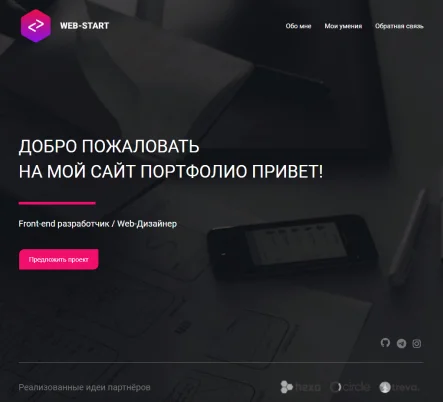 WEB-START
Обо мне
Мои умения
Обратная связь
ДОБРО ПОЖАЛОВАТЬ
НА МОЙ САЙТ ПОРТФОЛИО ПРИВЕТ!
Front-end разработчик / Web-Дизайнер
Предложить проект
Реализованные идеи партнёров
hexa
circle
treva.